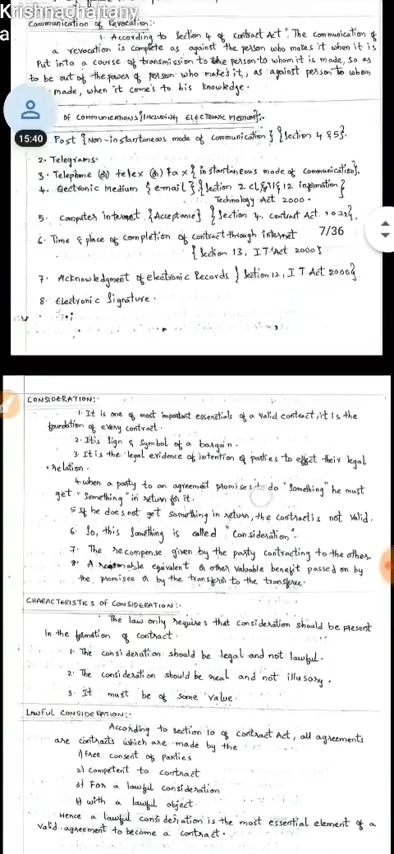 Krishnachaitany
a
Communication of Revocation:-
1. According to Section 4 of contract Act". The communication of
a revocation is complete as against the person who makes it when it is
Put into a course of transmission to the person to whom it is made, so as
to be out of the power of person who makes it, as against person to whom
made, when it comes to his knowledge.
OF COMMUNICATIONS {INCLUDING ELECTRONIC MEDIUM}:-
15:40
Post {Non-instantaneous mode of communication} {Section 4 & 5}.
2. Telegrams.
3. Telephone (or) telex (or) fax {instantaneous mode of communication}.
4. Electronic Medium {email} {Section 2 information}
Technology Act 2000.
5. computer internet {Acceptance} {Section 4, contract Act.
6. Time & place of completion of contract through internet
7/36
{Section 13, I.T Act 2000}
7. Acknowledgment of electronic Records {Section 12, I T Act 2000}
8. Electronic Signature.
CONSIDERATION:-
1. It is one of most important essentials of a valid contract, it is the
foundation of every contract.
2. It is sign & symbol of a bargain.
3. It is the legal evidence of intention of parties to effect their legal
relation.
4. when a party to an agreement promises to do "Something" he must
get "Something" in return for it.
5. If he does not get something in return, the contract is not valid.
6. So, this Something is called "Consideration".
7. The recompense given by the party contracting to the other.
8. A reasonable equivalent or other valuable benefit passed on by
the promisee or by the transferor to the transferee.
CHARACTERISTICS OF CONSIDERATION:-
The law only requires that consideration should be present
In the formation of contract.
1. The consideration should be legal and not lawful.
2. The consideration should be real and not illusory.
3. It must be of some value.
LAWFUL CONSIDERATION:-
According to section 10 of contract Act, all agreements
are contracts which are made by the
1) free consent of parties
2) competent to contract
3) For a lawful consideration
4) with a lawful object.
Hence a lawful consideration is the most essential element of a
Valid agreement to become a contract.